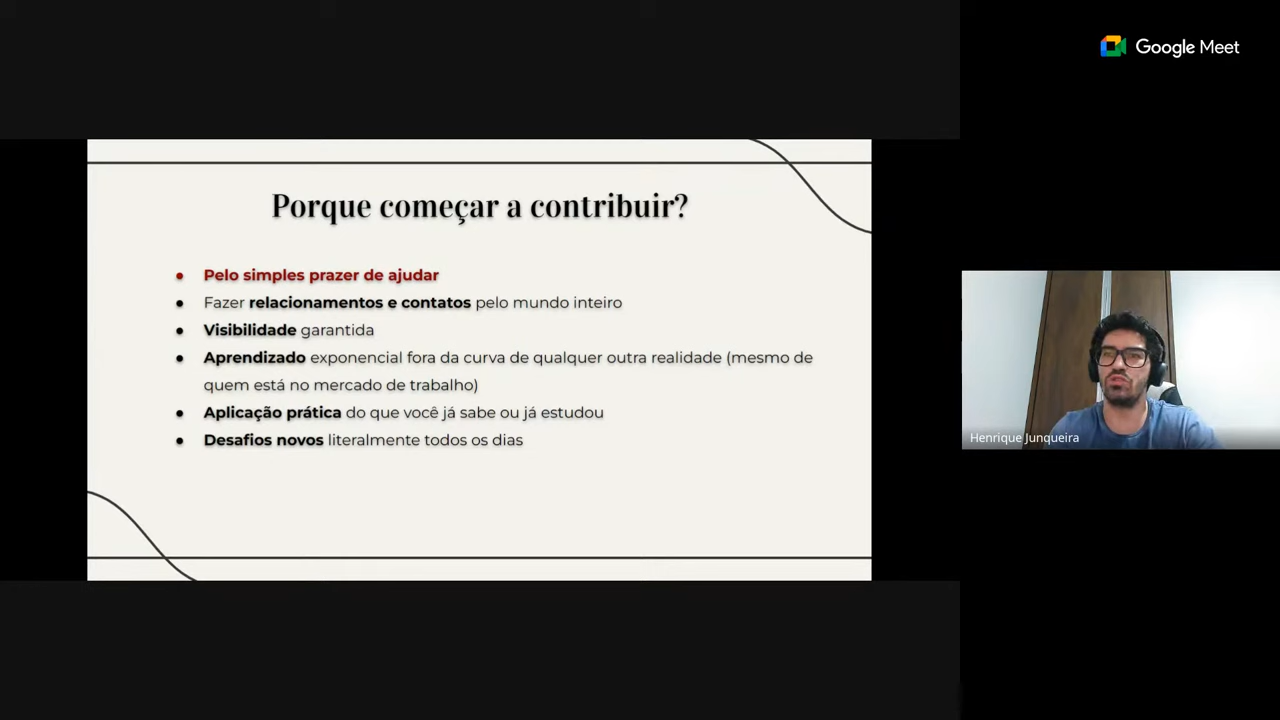 Google Meet
Porque começar a contribuir?
● Pelo simples prazer de ajudar
● Fazer relacionamentos e contatos pelo mundo inteiro
● Visibilidade garantida
● Aprendizado exponencial fora da curva de qualquer outra realidade (mesmo de
quem está no mercado de trabalho)
● Aplicação prática do que você já sabe ou já estudou
● Desafios novos literalmente todos os dias
Henrique Junqueira